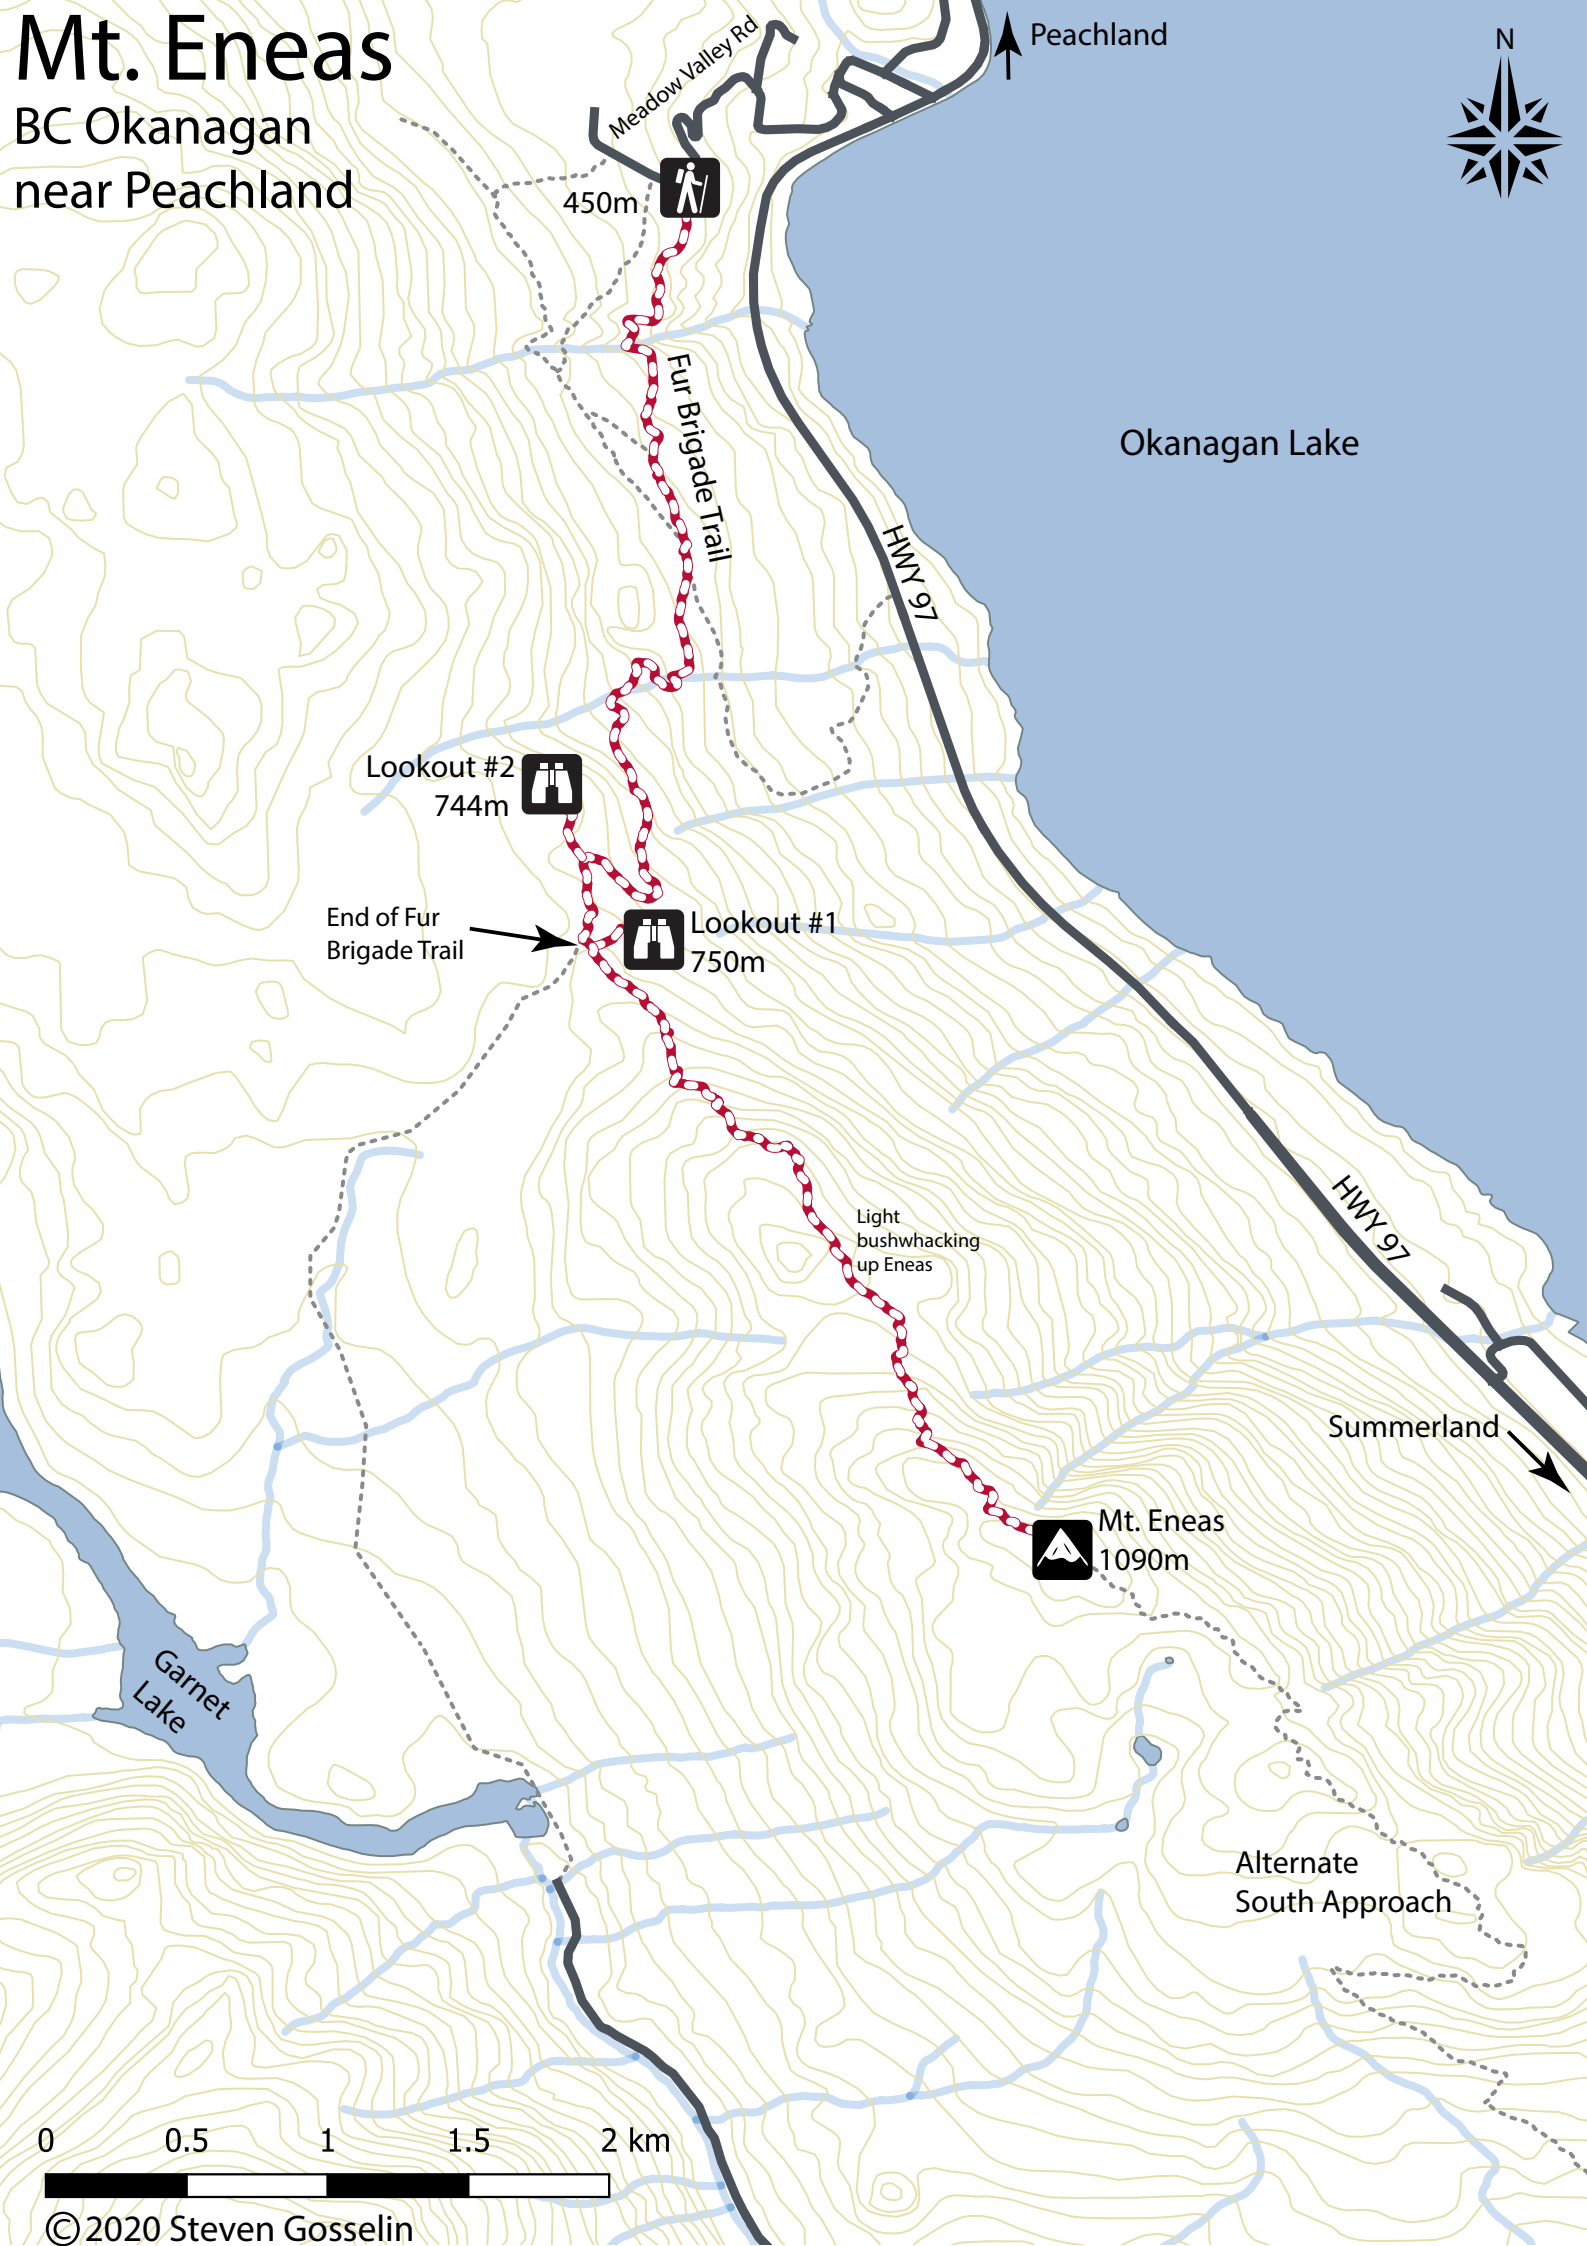 Mt. Eneas
BC Okanagan
near Peachland
Meadow Valley Rd
Peachland
N
450m
Fur Brigade Trail
Okanagan Lake
HWY 97
Lookout #2
744m
End of Fur
Brigade Trail
Lookout #1
750m
Light
bushwhacking
up Eneas
HWY 97
Summerland
Mt. Eneas
1090m
Garnet
Lake
Alternate
South Approach
0 0.5 1 1.5 2 km
© 2020 Steven Gosselin